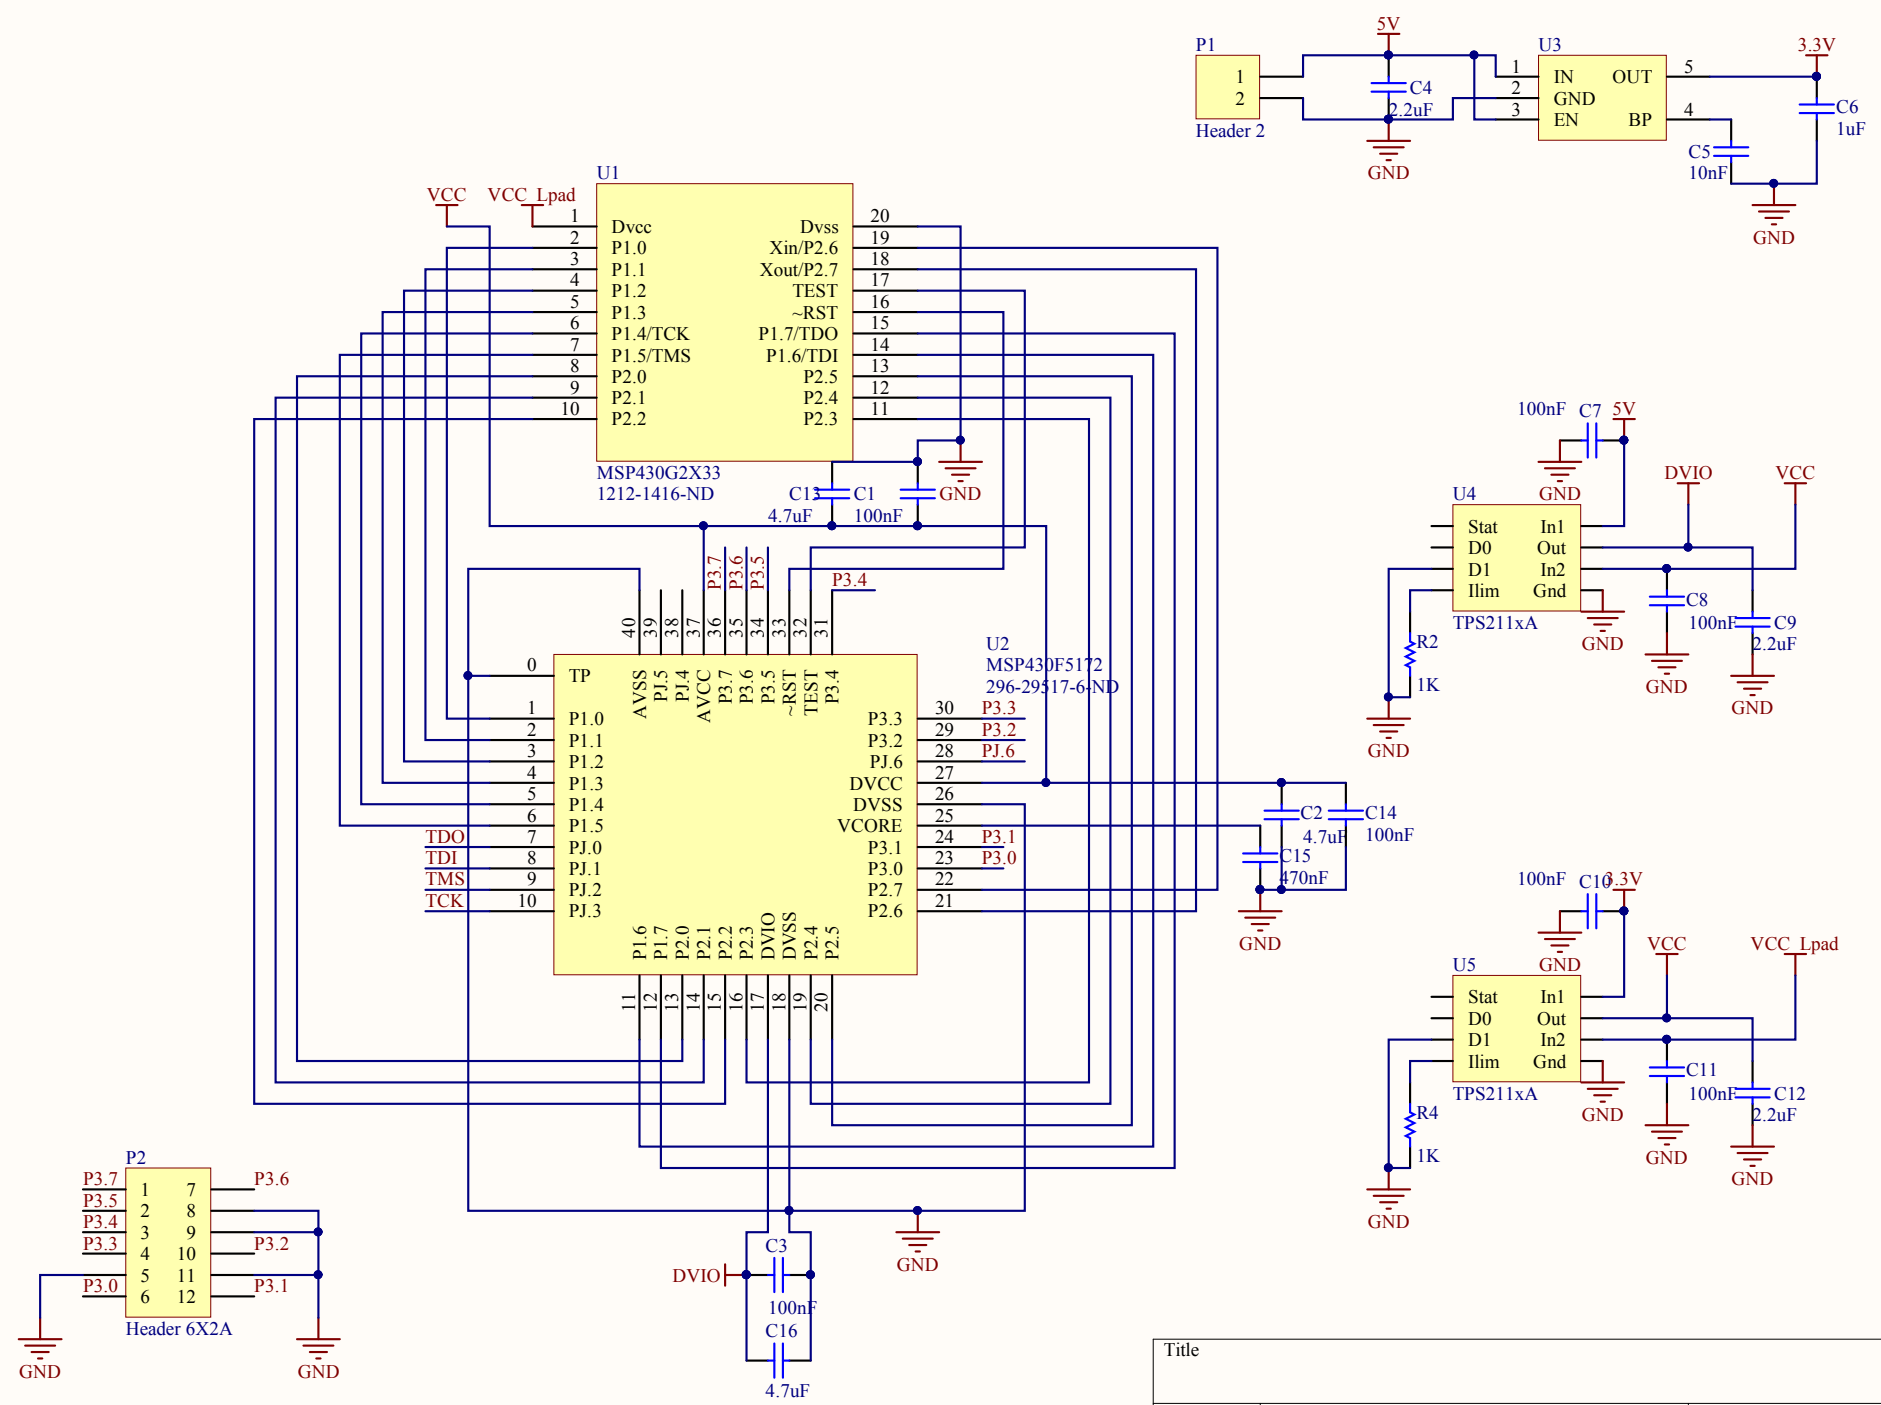 P1
1
2
Header 2
5V
C4
2.2uF
GND
U3
1 IN OUT 5
2 GND
3 EN BP 4
3.3V
C6
1uF
C5
10nF
GND
VCC
VCC_Lpad
U1
1 Dvcc Dvss 20
2 P1.0 Xin/P2.6 19
3 P1.1 Xout/P2.7 18
4 P1.2 TEST 17
5 P1.3 ~RST 16
6 P1.4/TCK P1.7/TDO 15
7 P1.5/TMS P1.6/TDI 14
8 P2.0 P2.5 13
9 P2.1 P2.4 12
10 P2.2 P2.3 11
MSP430G2X33
1212-1416-ND
C13
4.7uF
C1
100nF
GND
P3.7
P3.6
P3.5
P3.4
40 39 38 37 36 35 34 33 32 31
AVSS PJ.5 PJ.4 AVCC P3.7 P3.6 P3.5 ~RST TEST P3.4
U2
MSP430F5172
296-29517-6-ND
0 TP
1 P1.0 P3.3 30 P3.3
2 P1.1 P3.2 29 P3.2
3 P1.2 PJ.6 28 PJ.6
4 P1.3 DVCC 27
5 P1.4 DVSS 26
6 P1.5 VCORE 25
TDO 7 PJ.0 P3.1 24 P3.1
TDI 8 PJ.1 P3.0 23 P3.0
TMS 9 PJ.2 P2.7 22
TCK 10 PJ.3 P2.6 21
P1.6 P1.7 P2.0 P2.1 P2.2 P2.3 DVIO DVSS P2.4 P2.5
11 12 13 14 15 16 17 18 19 20
C2
4.7uF
C14
100nF
C15
470nF
GND
GND
DVIO
C3
100nF
C16
4.7uF
P2
P3.7 1 7 P3.6
P3.5 2 8
P3.4 3 9
P3.3 4 10 P3.2
5 11
P3.0 6 12 P3.1
Header 6X2A
GND
GND
100nF C7 5V
GND
DVIO
VCC
U4
Stat In1
D0 Out
D1 In2
Ilim Gnd
TPS211xA
GND
R2
1K
GND
C8
100nF
GND
C9
2.2uF
GND
100nF C10 3.3V
GND
VCC
VCC_Lpad
U5
Stat In1
D0 Out
D1 In2
Ilim Gnd
TPS211xA
GND
R4
1K
GND
C11
100nF
GND
C12
2.2uF
GND
Title